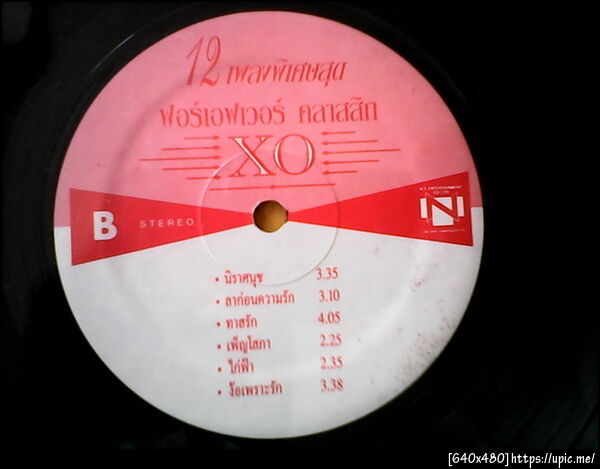 12 เพลงพิเศษสุด
ฟอร์เอฟเวอร์ คลาสสิก
XO
B STEREO
N
• นิราศนุช 3.35
• ลาก่อนความรัก 3.10
• ทาสรัก 4.05
• เพ็ญโสภา 2.25
• ไก่ฟ้า 2.35
• ง้อเพราะรัก 3.38
[640x480]https://upic.me/